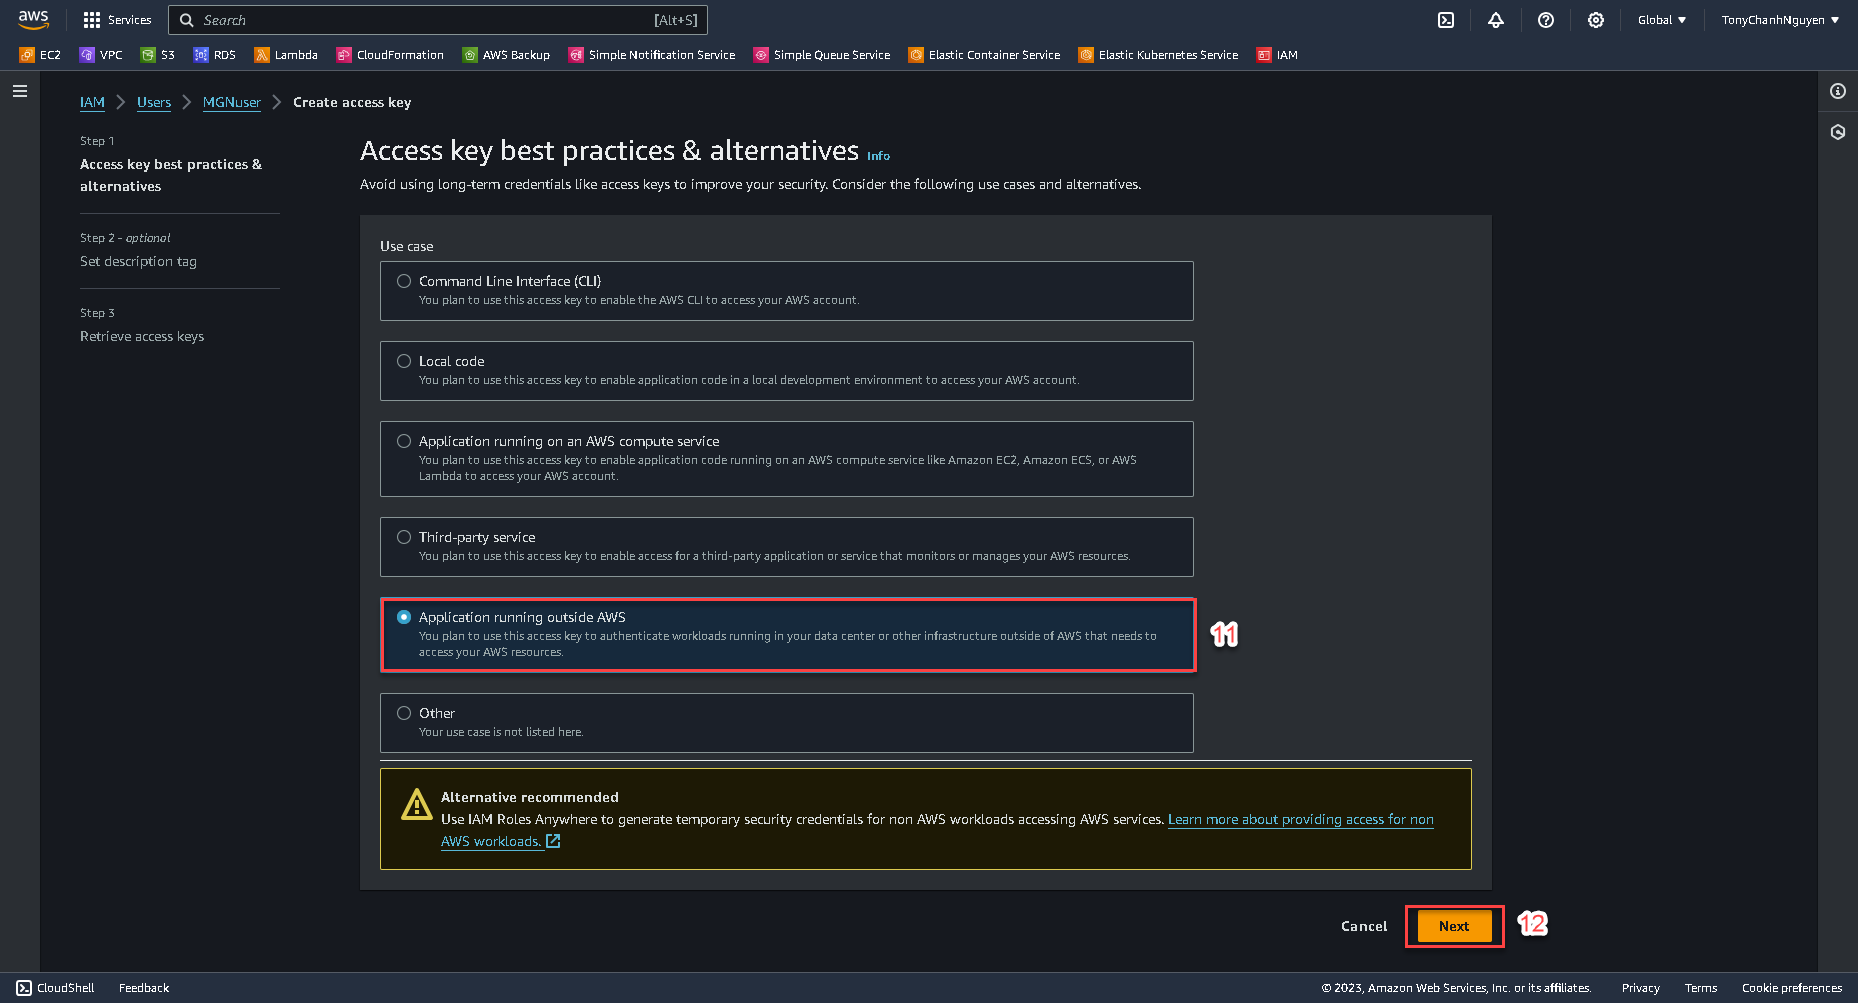 aws
Services
Search [Alt+S]
Global
TonyChanhNguyen
EC2 VPC S3 RDS Lambda CloudFormation AWS Backup Simple Notification Service Simple Queue Service Elastic Container Service Elastic Kubernetes Service IAM
IAM Users MGNuser Create access key
Step 1
Access key best practices &
alternatives
Step 2 - optional
Set description tag
Step 3
Retrieve access keys
Access key best practices & alternatives Info
Avoid using long-term credentials like access keys to improve your security. Consider the following use cases and alternatives.
Use case
Command Line Interface (CLI)
You plan to use this access key to enable the AWS CLI to access your AWS account.
Local code
You plan to use this access key to enable application code in a local development environment to access your AWS account.
Application running on an AWS compute service
You plan to use this access key to enable application code running on an AWS compute service like Amazon EC2, Amazon ECS, or AWS
Lambda to access your AWS account.
Third-party service
You plan to use this access key to enable access for a third-party application or service that monitors or manages your AWS resources.
Application running outside AWS
You plan to use this access key to authenticate workloads running in your data center or other infrastructure outside of AWS that needs to
access your AWS resources.
11
Other
Your use case is not listed here.
Alternative recommended
Use IAM Roles Anywhere to generate temporary security credentials for non AWS workloads accessing AWS services. Learn more about providing access for non
AWS workloads.
Cancel Next 12
CloudShell Feedback © 2023, Amazon Web Services, Inc. or its affiliates. Privacy Terms Cookie preferences